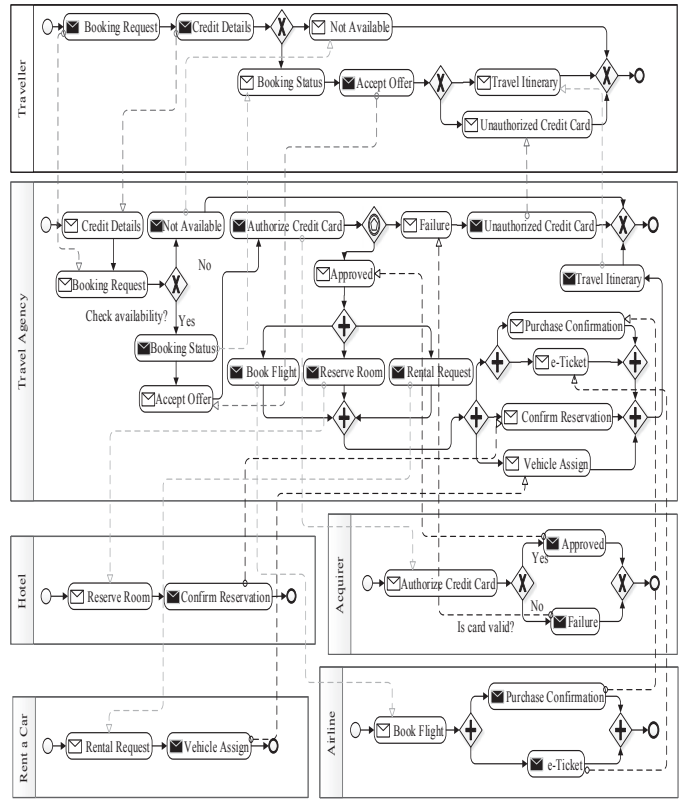 Traveller
Booking Request
Credit Details
Not Available
Booking Status
Accept Offer
Travel Itinerary
Unauthorized Credit Card
Travel Agency
Credit Details
Not Available
Authorize Credit Card
Failure
Unauthorized Credit Card
Booking Request
No
Approved
Travel Itinerary
Check availability?
Yes
Booking Status
Purchase Confirmation
e-Ticket
Book Flight
Reserve Room
Rental Request
Accept Offer
Confirm Reservation
Vehicle Assign
Hotel
Reserve Room
Confirm Reservation
Acquirer
Authorize Credit Card
Yes
Approved
No
Is card valid?
Failure
Rent a Car
Rental Request
Vehicle Assign
Airline
Book Flight
Purchase Confirmation
e-Ticket